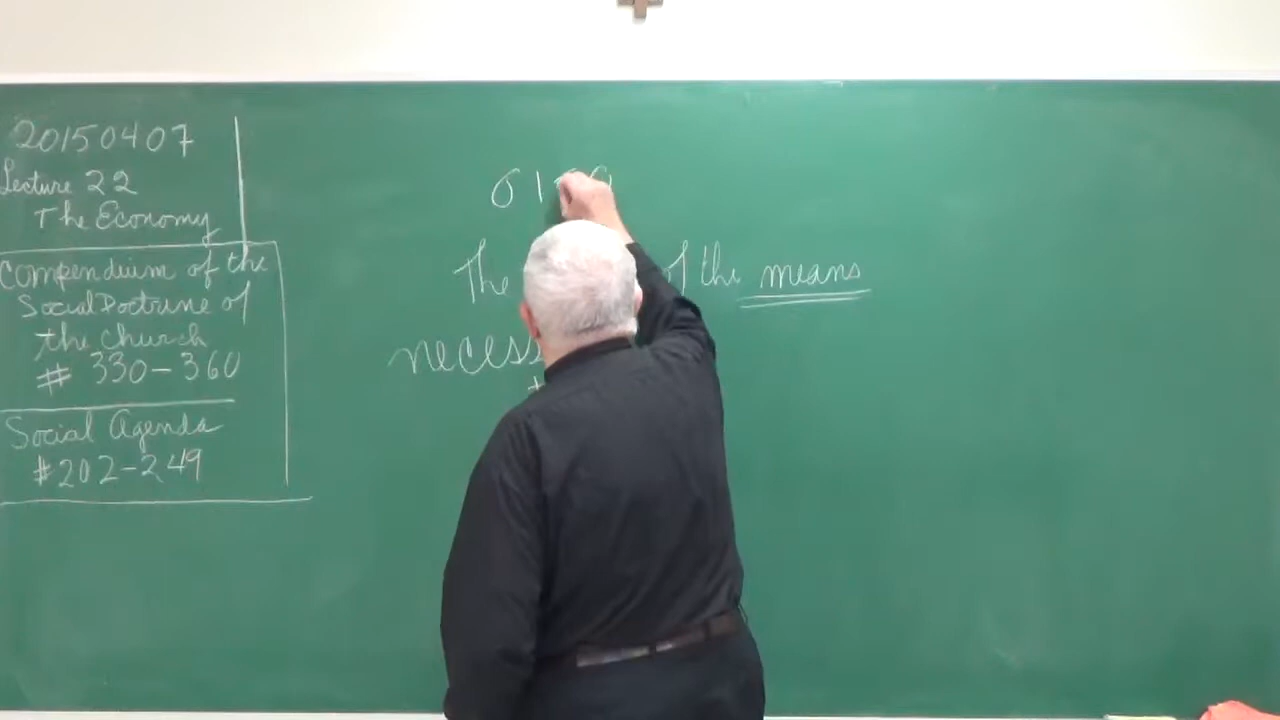 20150407
Lecture 22
The Economy
Compendium of the
Social Doctrine of
the Church
# 330-360
Social Agenda
#202-249
The of the means